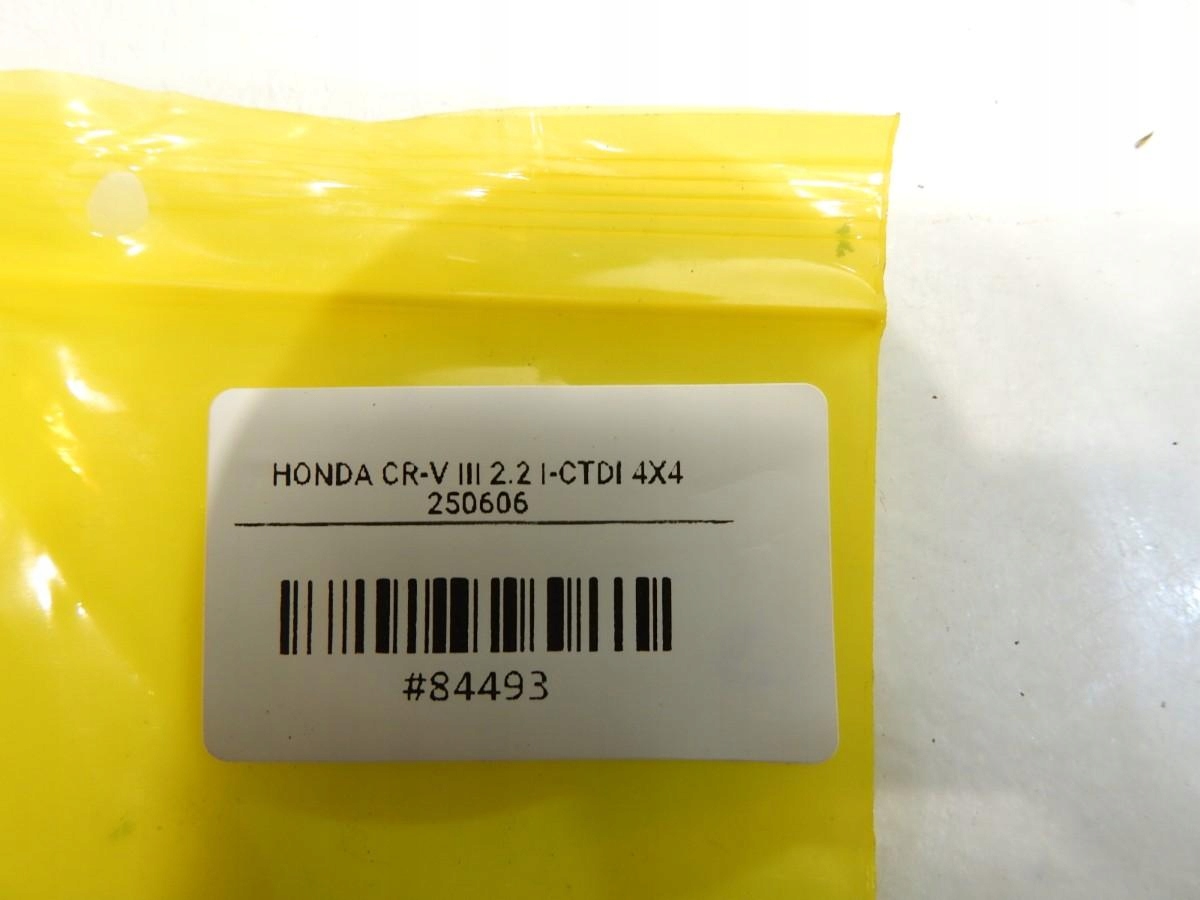 HONDA CR-V III 2.2 I-CTDI 4X4
250606
#84493